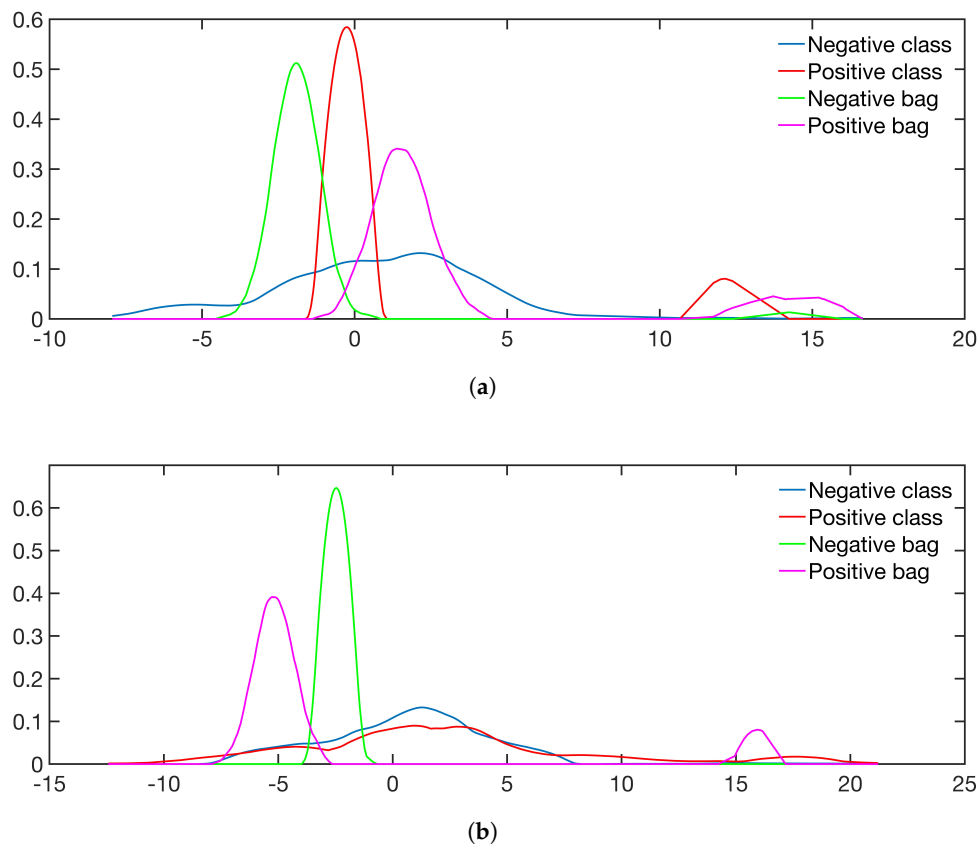 0.6
0.5
0.4
0.3
0.2
0.1
0
-10 -5 0 5 10 15 20
Negative class
Positive class
Negative bag
Positive bag
(a)
0.6
0.5
0.4
0.3
0.2
0.1
0
-15 -10 -5 0 5 10 15 20 25
Negative class
Positive class
Negative bag
Positive bag
(b)